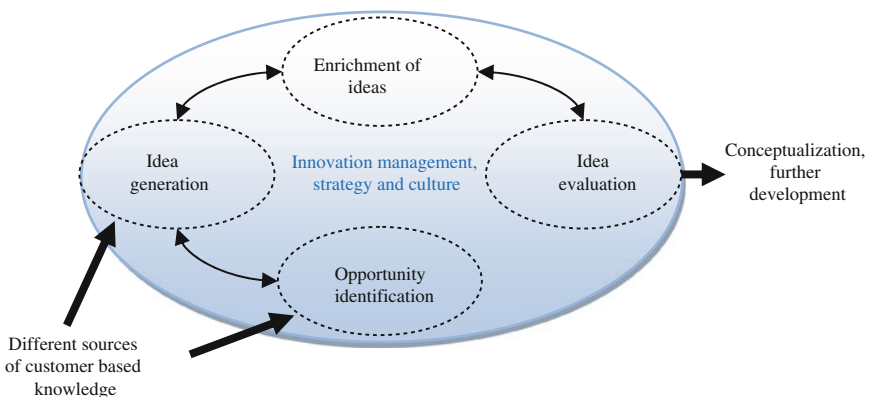 Enrichment of
ideas
Idea
generation
Innovation management,
strategy and culture
Idea
evaluation
Conceptualization,
further
development
Opportunity
identification
Different sources
of customer based
knowledge